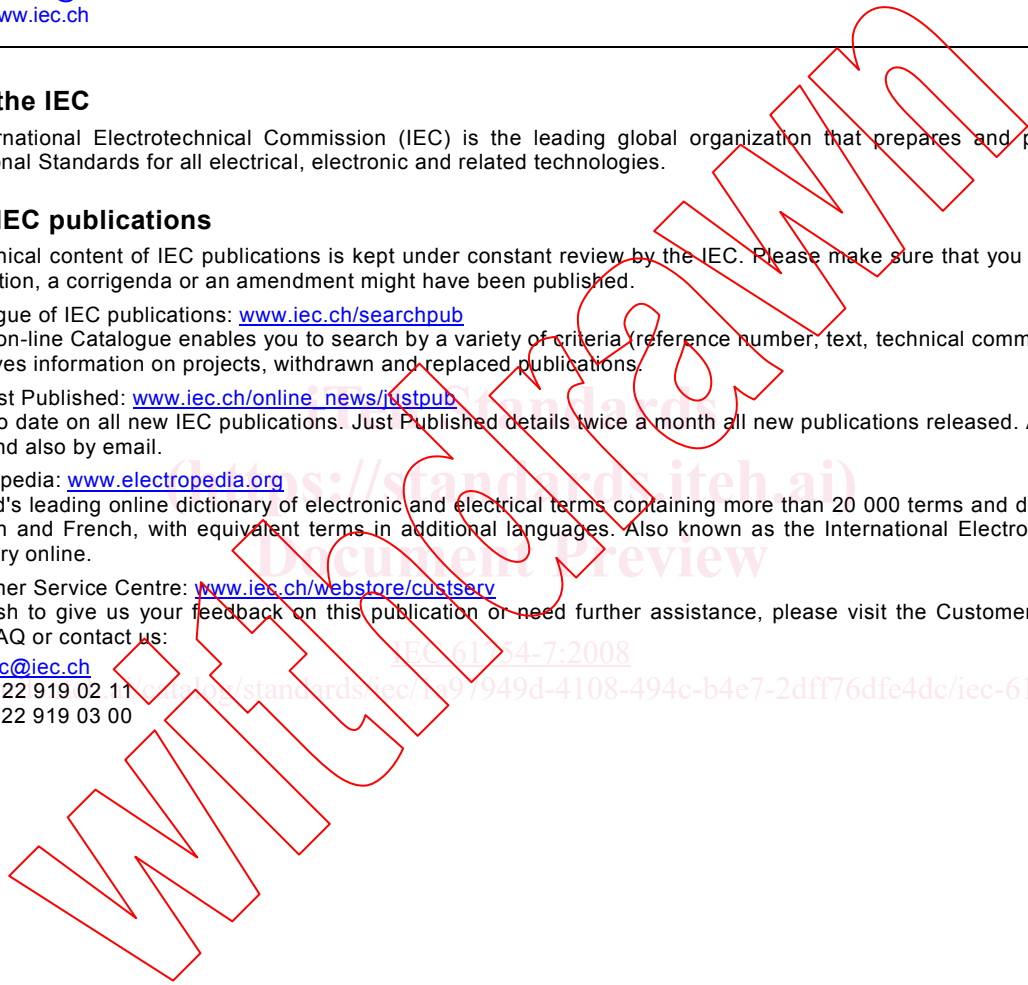 ww.iec.ch
the IEC
rnational Electrotechnical Commission (IEC) is the leading global organization that prepares and p
onal Standards for all electrical, electronic and related technologies.
IEC publications
nical content of IEC publications is kept under constant review by the IEC. Please make sure that you
tion, a corrigenda or an amendment might have been published.
gue of IEC publications: www.iec.ch/searchpub
on-line Catalogue enables you to search by a variety of criteria (reference number, text, technical comm
ves information on projects, withdrawn and replaced publications.
st Published: www.iec.ch/online_news/justpub
o date on all new IEC publications. Just Published details twice a month all new publications released. A
nd also by email.
pedia: www.electropedia.org
d's leading online dictionary of electronic and electrical terms containing more than 20 000 terms and d
n and French, with equivalent terms in additional languages. Also known as the International Electro
ry online.
mer Service Centre: www.iec.ch/webstore/custserv
sh to give us your feedback on this publication or need further assistance, please visit the Customer
AQ or contact us:
c@iec.ch
22 919 02 11
22 919 03 00
iTeh Standards
(https://standards.iteh.ai)
Document Preview
IEC 61754-7:2008
/catalog/standards/iec/1a97949d-4108-494c-b4e7-2dff76dfe4dc/iec-61
withdrawn